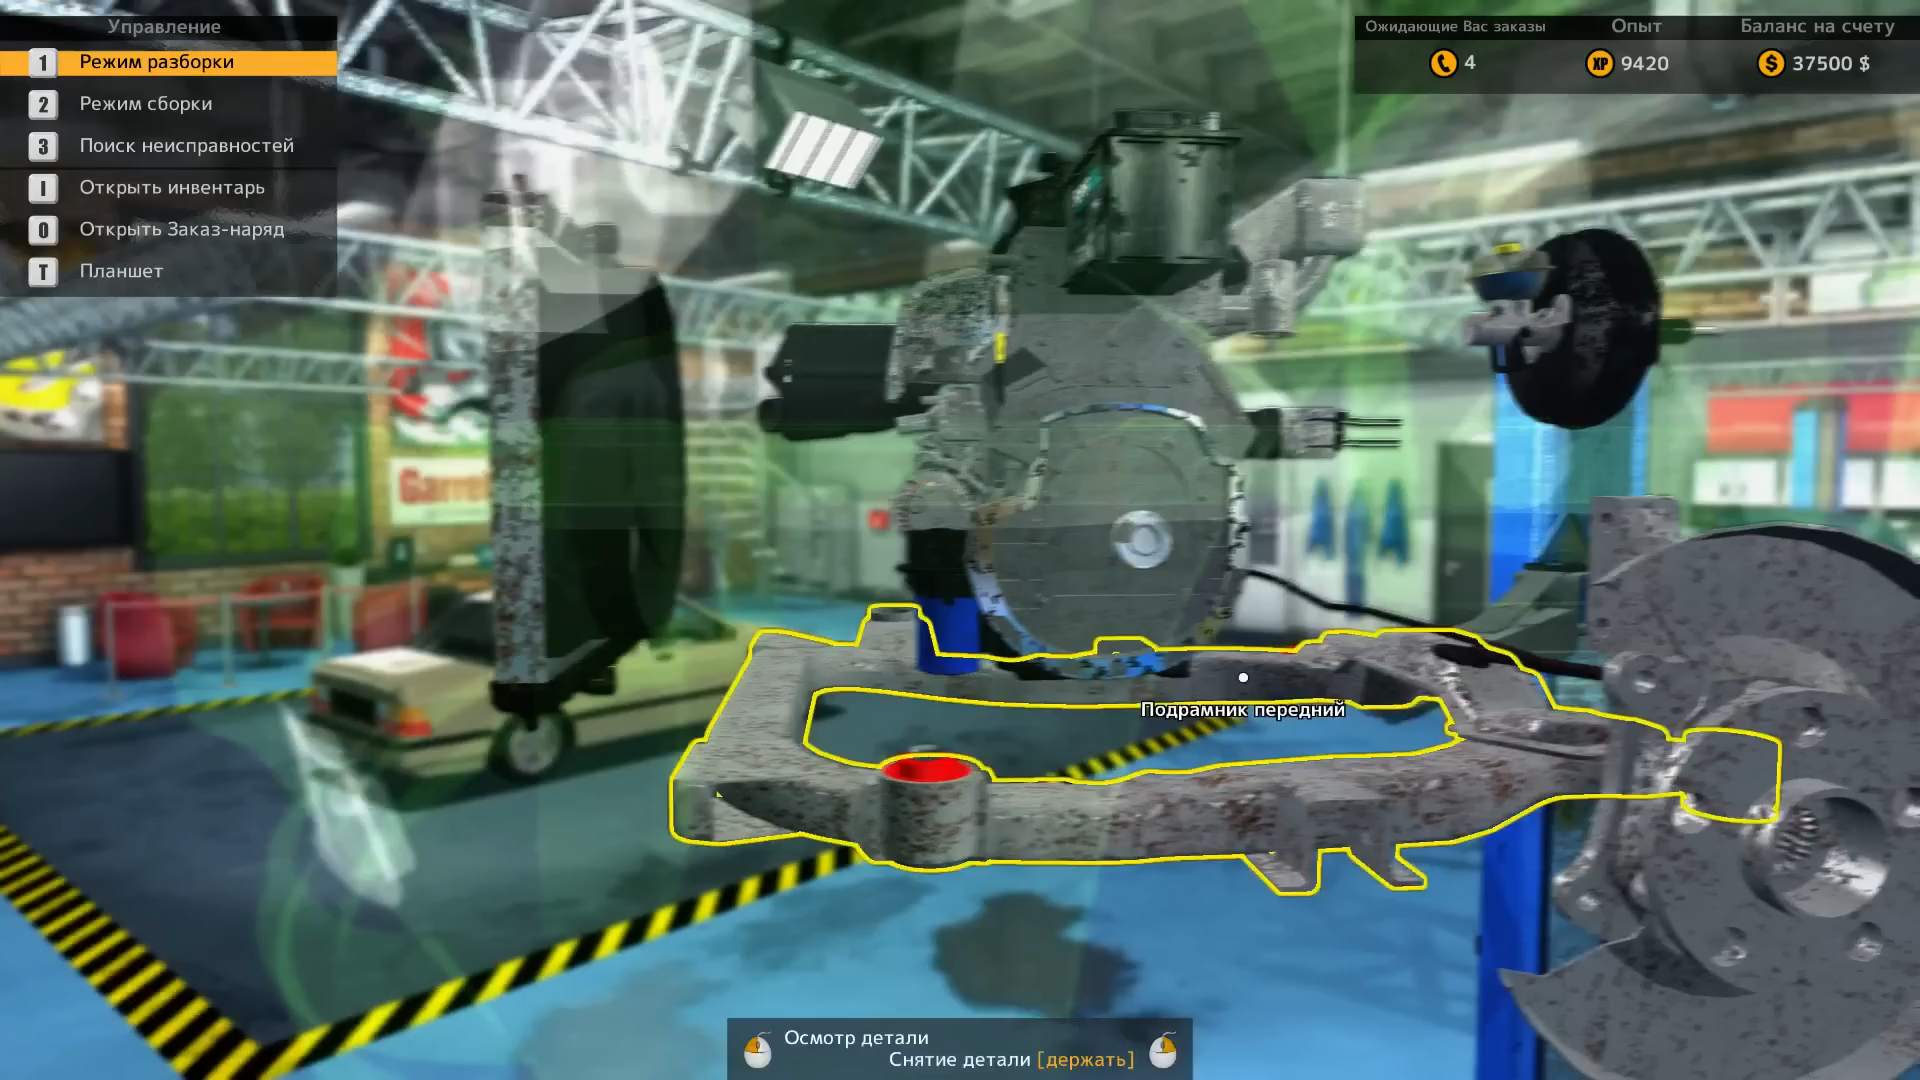 Управление
1 Режим разборки
2 Режим сборки
3 Поиск неисправностей
I Открыть инвентарь
O Открыть Заказ-наряд
T Планшет
Ожидающие Вас заказы Опыт Баланс на счету
4 XP 9420 $ 37500 $
Подрамник передний
Осмотр детали
Снятие детали [держать]